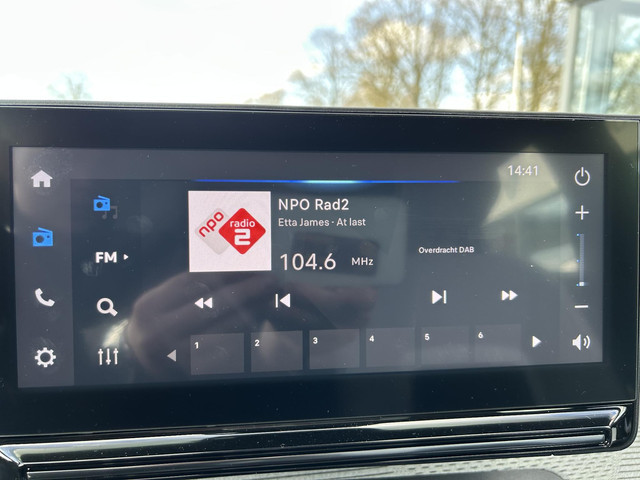 14:41
NPO Rad2
Etta James - At last
npo radio 2
104.6 MHz
Overdracht DAB
FM
1 2 3 4 5 6